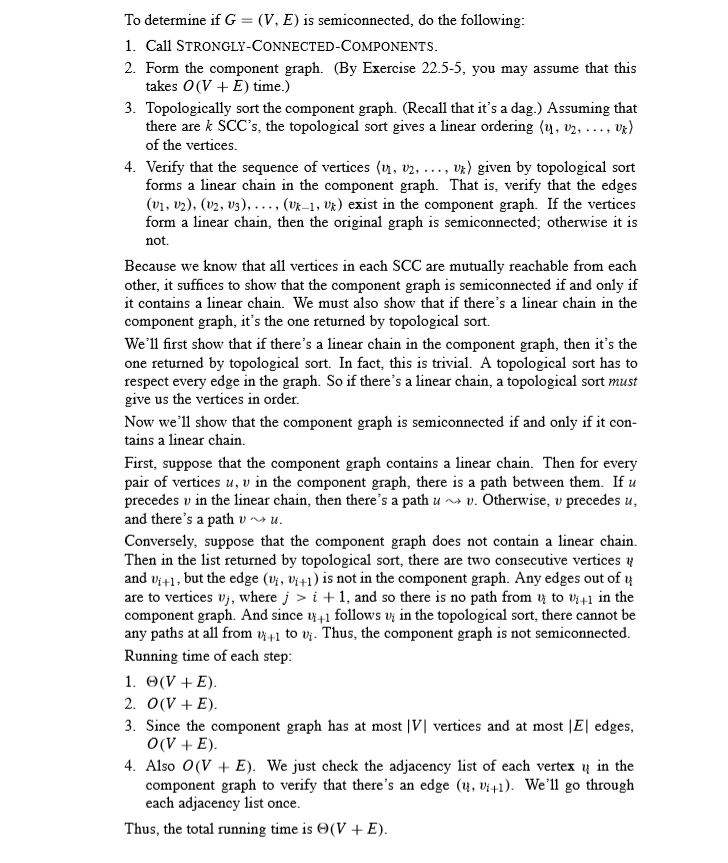 To determine if G = (V, E) is semiconnected, do the following:
1. Call STRONGLY-CONNECTED-COMPONENTS.
2. Form the component graph. (By Exercise 22.5-5, you may assume that this
takes O(V + E) time.)
3. Topologically sort the component graph. (Recall that it's a dag.) Assuming that
there are k SCC's, the topological sort gives a linear ordering ⟨v₁, v₂, . . . , vₖ⟩
of the vertices.
4. Verify that the sequence of vertices ⟨v₁, v₂, . . . , vₖ⟩ given by topological sort
forms a linear chain in the component graph. That is, verify that the edges
(v₁, v₂), (v₂, v₃), . . . , (vₖ₋₁, vₖ) exist in the component graph. If the vertices
form a linear chain, then the original graph is semiconnected; otherwise it is
not.
Because we know that all vertices in each SCC are mutually reachable from each
other, it suffices to show that the component graph is semiconnected if and only if
it contains a linear chain. We must also show that if there's a linear chain in the
component graph, it's the one returned by topological sort.
We'll first show that if there's a linear chain in the component graph, then it's the
one returned by topological sort. In fact, this is trivial. A topological sort has to
respect every edge in the graph. So if there's a linear chain, a topological sort must
give us the vertices in order.
Now we'll show that the component graph is semiconnected if and only if it con-
tains a linear chain.
First, suppose that the component graph contains a linear chain. Then for every
pair of vertices u, v in the component graph, there is a path between them. If u
precedes v in the linear chain, then there's a path u ⇝ v. Otherwise, v precedes u,
and there's a path v ⇝ u.
Conversely, suppose that the component graph does not contain a linear chain.
Then in the list returned by topological sort, there are two consecutive vertices vᵢ
and vᵢ₊₁, but the edge (vᵢ, vᵢ₊₁) is not in the component graph. Any edges out of vᵢ
are to vertices vⱼ, where j > i + 1, and so there is no path from vᵢ to vᵢ₊₁ in the
component graph. And since vᵢ₊₁ follows vᵢ in the topological sort, there cannot be
any paths at all from vᵢ₊₁ to vᵢ. Thus, the component graph is not semiconnected.
Running time of each step:
1. Θ(V + E).
2. O(V + E).
3. Since the component graph has at most |V| vertices and at most |E| edges,
O(V + E).
4. Also O(V + E). We just check the adjacency list of each vertex vᵢ in the
component graph to verify that there's an edge (vᵢ, vᵢ₊₁). We'll go through
each adjacency list once.
Thus, the total running time is Θ(V + E).